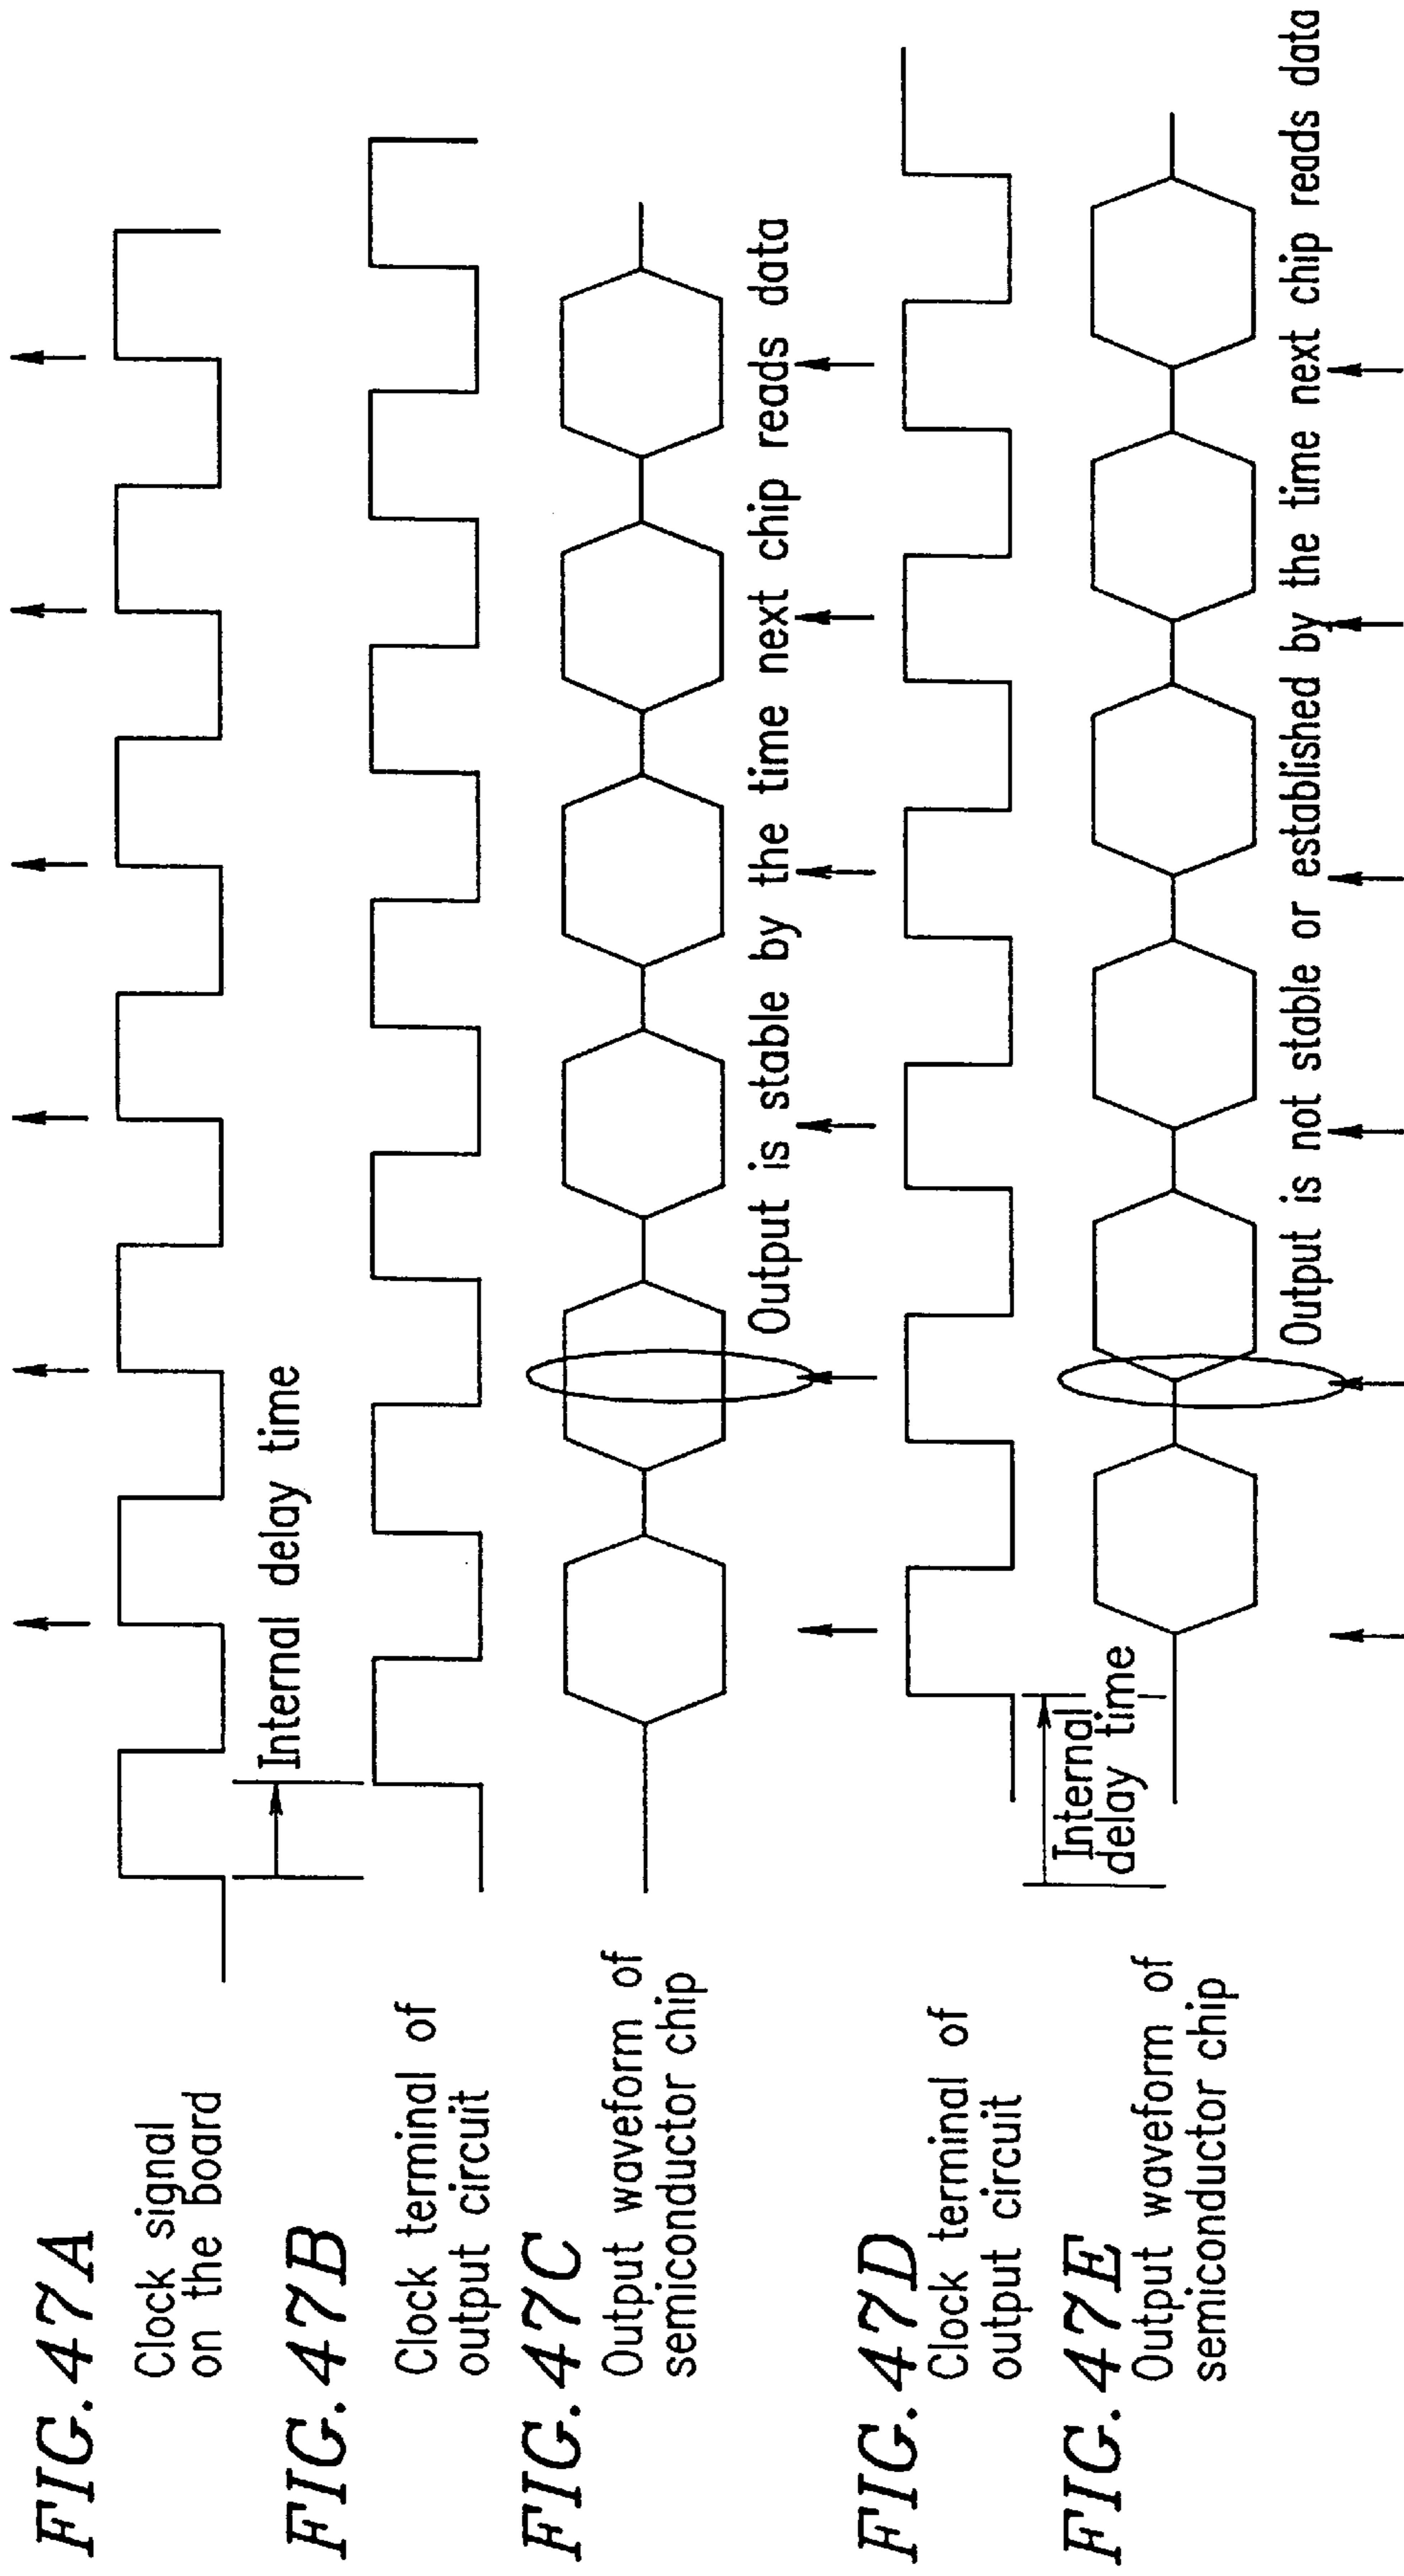 FIG. 47A
Clock signal
on the board
Internal delay time
FIG. 47B
Clock terminal of
output circuit
FIG. 47C
Output waveform of
semiconductor chip
Output is stable by the time next chip reads data
FIG. 47D
Clock terminal of
output circuit
Internal
delay time
FIG. 47E
Output waveform of
semiconductor chip
Output is not stable or established by the time next chip reads data